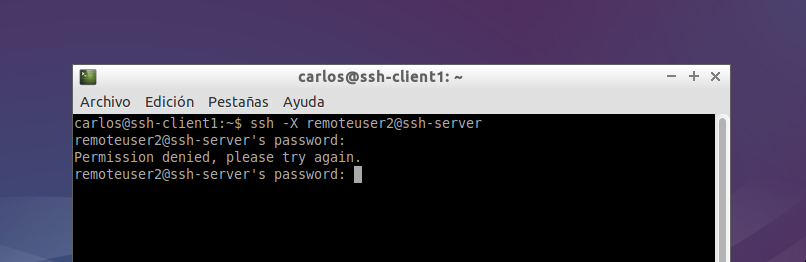 carlos@ssh-client1: ~
Archivo Edición Pestañas Ayuda
carlos@ssh-client1:~$ ssh -X remoteuser2@ssh-server
remoteuser2@ssh-server's password:
Permission denied, please try again.
remoteuser2@ssh-server's password: